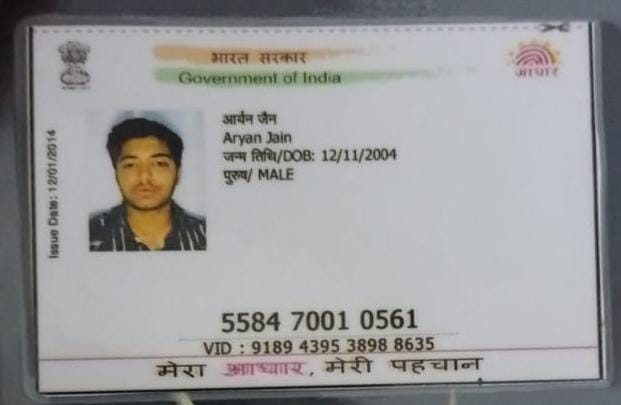 भारत सरकार
Government of India
आधार
Issue Date: 12/01/2014
आर्यन जैन
Aryan Jain
जन्म तिथि/DOB: 12/11/2004
पुरुष/ MALE
5584 7001 0561
VID : 9189 4395 3898 8635
मेरा आधार, मेरी पहचान